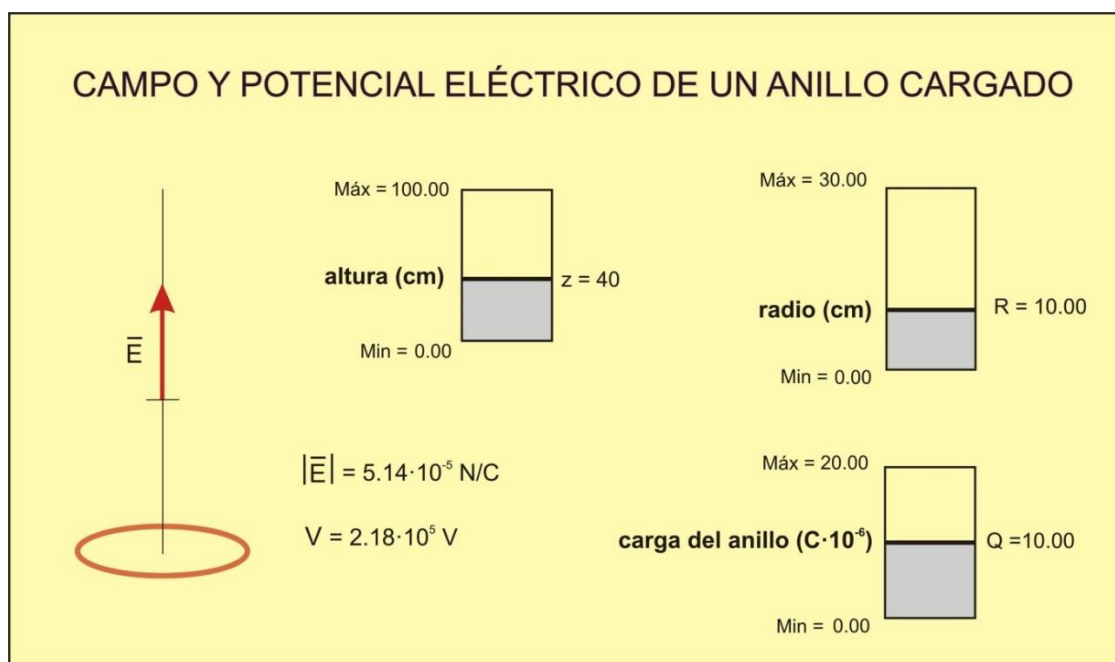 CAMPO Y POTENCIAL ELÉCTRICO DE UN ANILLO CARGADO
Máx = 100.00
altura (cm)
z = 40
Min = 0.00
Máx = 30.00
radio (cm)
R = 10.00
Min = 0.00
E̅
|E̅| = 5.14·10⁻⁵ N/C
V = 2.18·10⁵ V
Máx = 20.00
carga del anillo (C·10⁻⁶)
Q =10.00
Min = 0.00